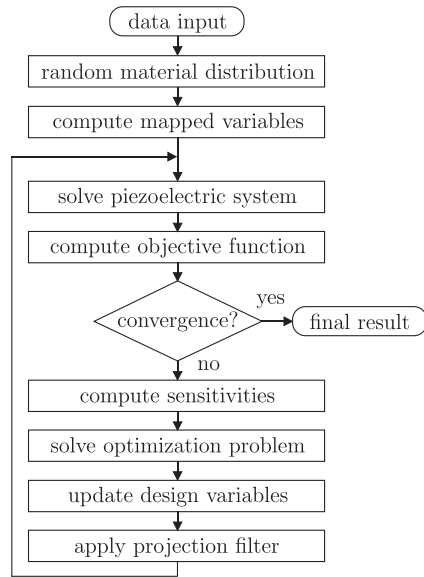 data input
random material distribution
compute mapped variables
solve piezoelectric system
compute objective function
convergence?
yes
final result
no
compute sensitivities
solve optimization problem
update design variables
apply projection filter